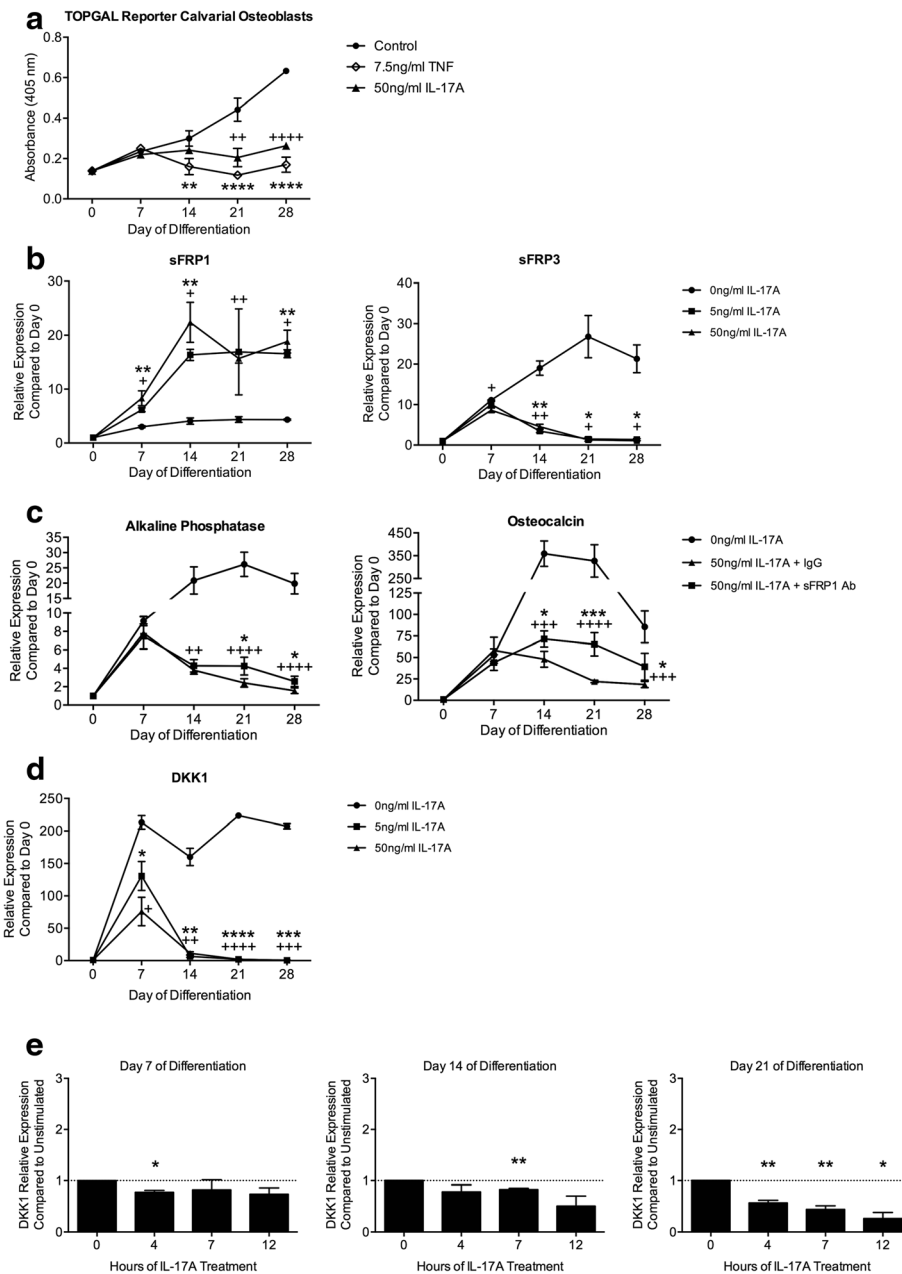 a
TOPGAL Reporter Calvarial Osteoblasts
Absorbance (405 nm)
0.8
0.6
0.4
0.2
0.0
++
++++
**
****
****
0
7
14
21
28
Day of DIfferentiation
Control
7.5ng/ml TNF
50ng/ml IL-17A
b
sFRP1
Relative Expression
Compared to Day 0
30
20
10
0
**
+
**
+
++
**
+
0
7
14
21
28
Day of Differentiation
sFRP3
Relative Expression
Compared to Day 0
40
30
20
10
0
+
**
++
*
+
*
+
0
7
14
21
28
Day of Differentiation
0ng/ml IL-17A
5ng/ml IL-17A
50ng/ml IL-17A
c
Alkaline Phosphatase
Relative Expression
Compared to Day 0
35
30
25
20
15
10
8
6
4
2
0
++
*
++++
*
++++
0
7
14
21
28
Day of Differentiation
Osteocalcin
Relative Expression
Compared to Day 0
450
350
250
100
75
50
25
0
*
+++
***
++++
*
+++
0
7
14
21
28
Day of Differentiation
0ng/ml IL-17A
50ng/ml IL-17A + IgG
50ng/ml IL-17A + sFRP1 Ab
d
DKK1
Relative Expression
Compared to Day 0
250
200
150
100
50
0
*
+
**
++
****
++++
***
+++
0
7
14
21
28
Day of Differentiation
0ng/ml IL-17A
5ng/ml IL-17A
50ng/ml IL-17A
e
Day 7 of Differentiation
DKK1 Relative Expression
Compared to Unstimulated
3
2
1
0
*
0
4
7
12
Hours of IL-17A Treatment
Day 14 of Differentiation
DKK1 Relative Expression
Compared to Unstimulated
3
2
1
0
**
0
4
7
12
Hours of IL-17A Treatment
Day 21 of Differentiation
DKK1 Relative Expression
Compared to Unstimulated
3
2
1
0
**
**
*
0
4
7
12
Hours of IL-17A Treatment